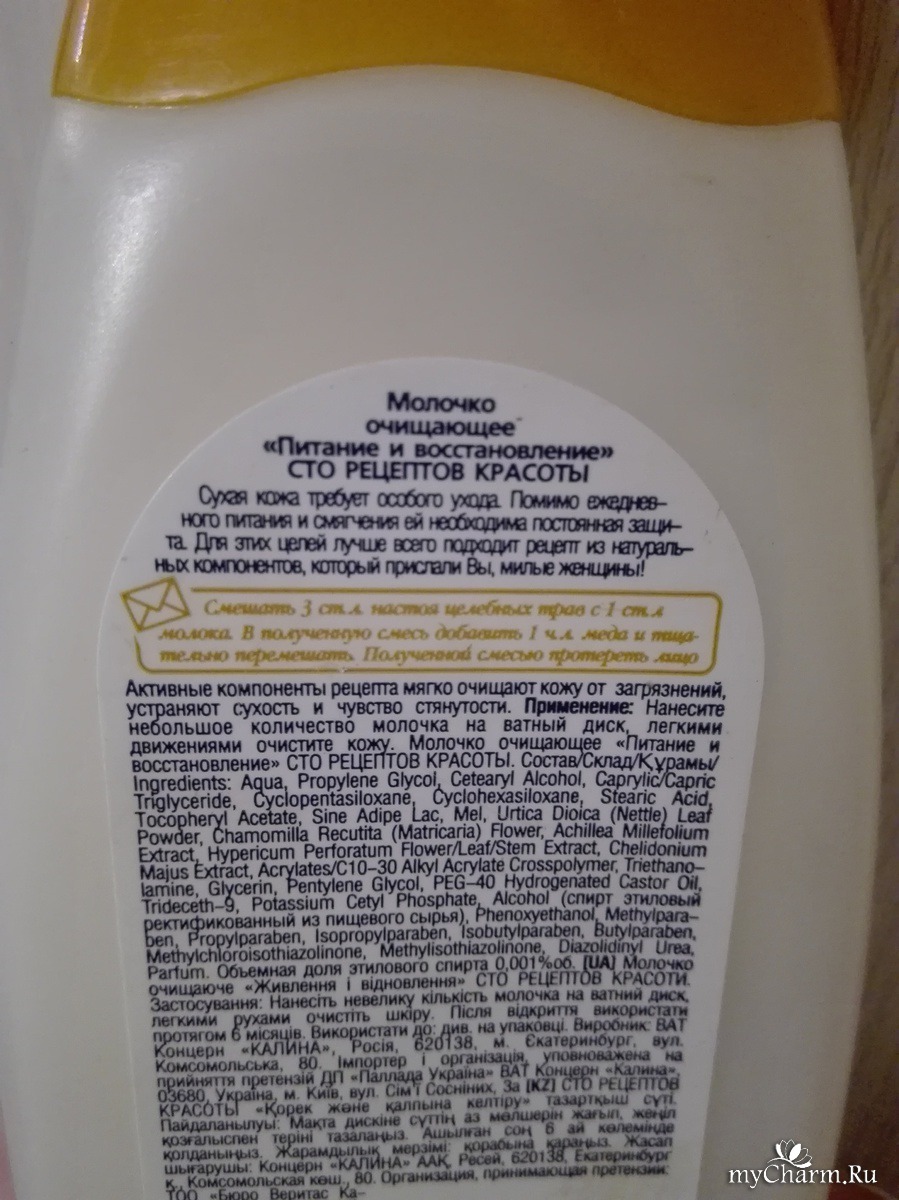 Молочко
очищающее
«Питание и восстановление»
СТО РЕЦЕПТОВ КРАСОТЫ
Сухая кожа требует особого ухода. Помимо ежеднев–
ного питания и смягчения ей необходима постоянная защи–
та. Для этих целей лучше всего подходит рецепт из натураль–
ных компонентов, который прислали Вы, милые женщины!
Смешать 3 ст.л. настоя целебных трав с 1 ст.л
молока. В полученную смесь добавить 1 ч.л. меда и тща-
тельно перемешать. Полученной смесью протереть лицо
Активные компоненты рецепта мягко очищают кожу от загрязнений,
устраняют сухость и чувство стянутости. Применение: Нанесите
небольшое количество молочка на ватный диск, легкими
движениями очистите кожу. Молочко очищающее «Питание и
восстановление» СТО РЕЦЕПТОВ КРАСОТЫ. Состав/Склад/Құрамы/
Ingredients: Aqua, Propylene Glycol, Cetearyl Alcohol, Caprylic/Capric
Triglyceride, Cyclopentasiloxane, Cyclohexasiloxane, Stearic Acid,
Tocopheryl Acetate, Sine Adipe Lac, Mel, Urtica Dioica (Nettle) Leaf
Powder, Chamomilla Recutita (Matricaria) Flower, Achillea Millefolium
Extract, Hypericum Perforatum Flower/Leaf/Stem Extract, Chelidonium
Majus Extract, Acrylates/C10–30 Alkyl Acrylate Crosspolymer, Triethano–
lamine, Glycerin, Pentylene Glycol, PEG–40 Hydrogenated Castor Oil,
Trideceth–9, Potassium Cetyl Phosphate, Alcohol (спирт этиловый
ректификованный из пищевого сырья), Phenoxyethanol, Methylpara–
ben, Propylparaben, Isopropylparaben, Isobutylparaben, Butylparaben,
Methylchloroisothiazolinone, Methylisothiazolinone, Diazolidinyl Urea,
Parfum. Объемная доля этилового спирта 0,001%об. [UA] Молочко
очищаюче «Живлення і відновлення» СТО РЕЦЕПТОВ КРАСОТИ.
Застосування: Нанесіть невелику кількість молочка на ватний диск,
легкими рухами очистіть шкіру. Після відкриття використати
протягом 6 місяців. Використати до: див. на упаковці. Виробник: ВАТ
Концерн «КАЛИНА», Росія, 620138, м. Єкатеринбург, вул.
Комсомольська, 80. Імпортер і організація, уповноважена на
прийняття претензій ДП «Паллада Україна» ВАТ Концерн «Калина»,
03680, Україна, м. Київ, вул. Сім'ї Сосніних, 3а [KZ] СТО РЕЦЕПТОВ
КРАСОТЫ «Қорек және қалпына келтіру» тазартқыш сүті.
Пайдаланылуы: Мақта дискіне сүттің аз мөлшерін жағып, жеңіл
қозғалыспен теріні тазалаңыз. Ашылған соң 6 ай көлемінде
қолданыңыз. Жарамдылық мерзімі: қорабына қараңыз. Жасап
шығарушы: Концерн «КАЛИНА» ААҚ, Ресей, 620138, Екатеринбург
қ., Комсомольская көш., 80. Организация, принимающая претензии:
ТОО «Бюро Веритас Ка–
myCharm.Ru